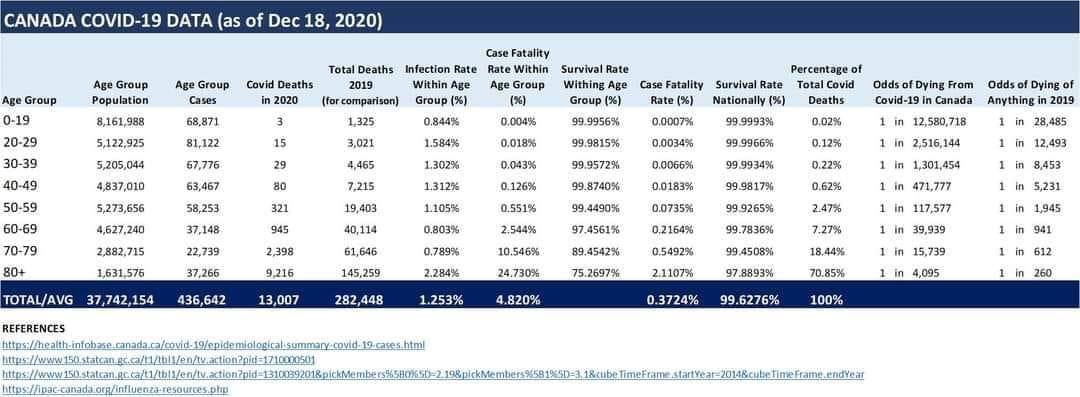 CANADA COVID-19 DATA (as of Dec 18, 2020)
Age Group | Age Group Population | Age Group Cases | Covid Deaths in 2020 | Total Deaths 2019 (for comparison) | Infection Rate Within Age Group (%) | Case Fatality Rate Within Age Group (%) | Survival Rate Withing Age Group (%) | Case Fatality Rate (%) | Survival Rate Nationally (%) | Percentage of Total Covid Deaths | Odds of Dying From Covid-19 in Canada | Odds of Dying of Anything in 2019
0-19 8,161,988 68,871 3 1,325 0.844% 0.004% 99.9956% 0.0007% 99.9993% 0.02% 1 in 12,580,718 1 in 28,485
20-29 5,122,925 81,122 15 3,021 1.584% 0.018% 99.9815% 0.0034% 99.9966% 0.12% 1 in 2,516,144 1 in 12,493
30-39 5,205,044 67,776 29 4,465 1.302% 0.043% 99.9572% 0.0066% 99.9934% 0.22% 1 in 1,301,454 1 in 8,453
40-49 4,837,010 63,467 80 7,215 1.312% 0.126% 99.8740% 0.0183% 99.9817% 0.62% 1 in 471,777 1 in 5,231
50-59 5,273,656 58,253 321 19,403 1.105% 0.551% 99.4490% 0.0735% 99.9265% 2.47% 1 in 117,577 1 in 1,945
60-69 4,627,240 37,148 945 40,114 0.803% 2.544% 97.4561% 0.2164% 99.7836% 7.27% 1 in 39,939 1 in 941
70-79 2,882,715 22,739 2,398 61,646 0.789% 10.546% 89.4542% 0.5492% 99.4508% 18.44% 1 in 15,739 1 in 612
80+ 1,631,576 37,266 9,216 145,259 2.284% 24.730% 75.2697% 2.1107% 97.8893% 70.85% 1 in 4,095 1 in 260
TOTAL/AVG 37,742,154 436,642 13,007 282,448 1.253% 4.820% 0.3724% 99.6276% 100%
REFERENCES
https://health-infobase.canada.ca/covid-19/epidemiological-summary-covid-19-cases.html
https://www150.statcan.gc.ca/t1/tbl1/en/tv.action?pid=1710000501
https://www150.statcan.gc.ca/t1/tbl1/en/tv.action?pid=1310039201&pickMembers%5B0%5D=2.19&pickMembers%5B1%5D=3.1&cubeTimeFrame.startYear=2014&cubeTimeFrame.endYear
https://ipac-canada.org/influenza-resources.php